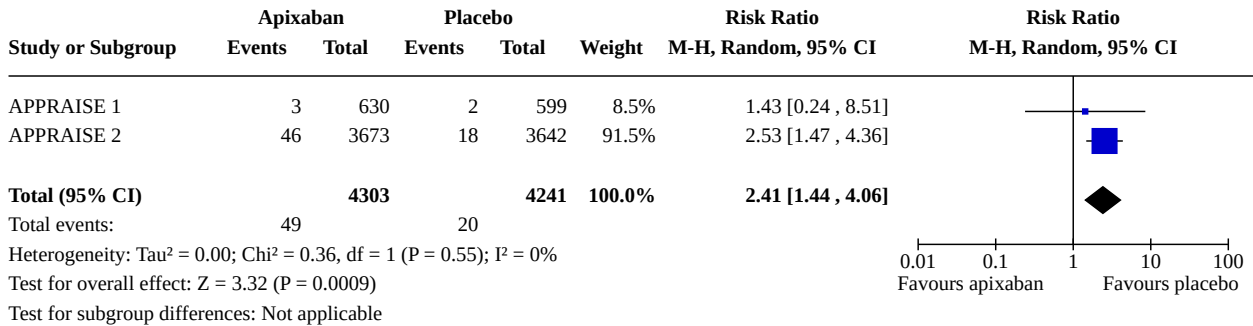 Apixaban Placebo Risk Ratio Risk Ratio
Study or Subgroup Events Total Events Total Weight M-H, Random, 95% CI M-H, Random, 95% CI
APPRAISE 1 3 630 2 599 8.5% 1.43 [0.24 , 8.51]
APPRAISE 2 46 3673 18 3642 91.5% 2.53 [1.47 , 4.36]
Total (95% CI) 4303 4241 100.0% 2.41 [1.44 , 4.06]
Total events: 49 20
Heterogeneity: Tau² = 0.00; Chi² = 0.36, df = 1 (P = 0.55); I² = 0%
0.01 0.1 1 10 100
Test for overall effect: Z = 3.32 (P = 0.0009)
Favours apixaban Favours placebo
Test for subgroup differences: Not applicable